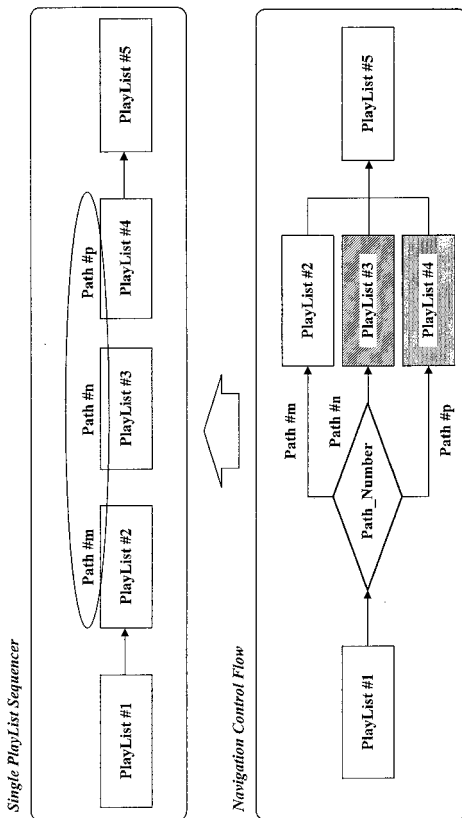 Single PlayList Sequencer
PlayList #1
Path #m
PlayList #2
Path #n
PlayList #3
Path #p
PlayList #4
PlayList #5
Navigation Control Flow
PlayList #1
Path_Number
Path #m
Path #n
Path #p
PlayList #2
PlayList #3
PlayList #4
PlayList #5